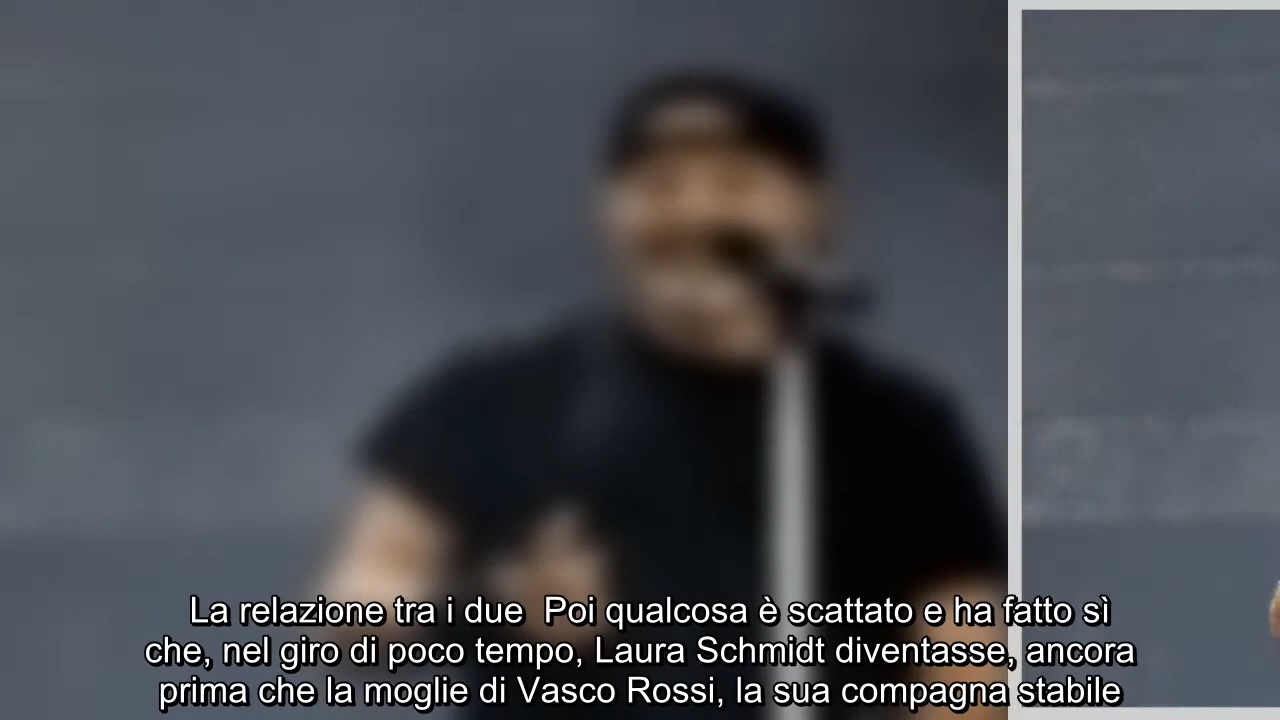 La relazione tra i due  Poi qualcosa è scattato e ha fatto sì
che, nel giro di poco tempo, Laura Schmidt diventasse, ancora
prima che la moglie di Vasco Rossi, la sua compagna stabile